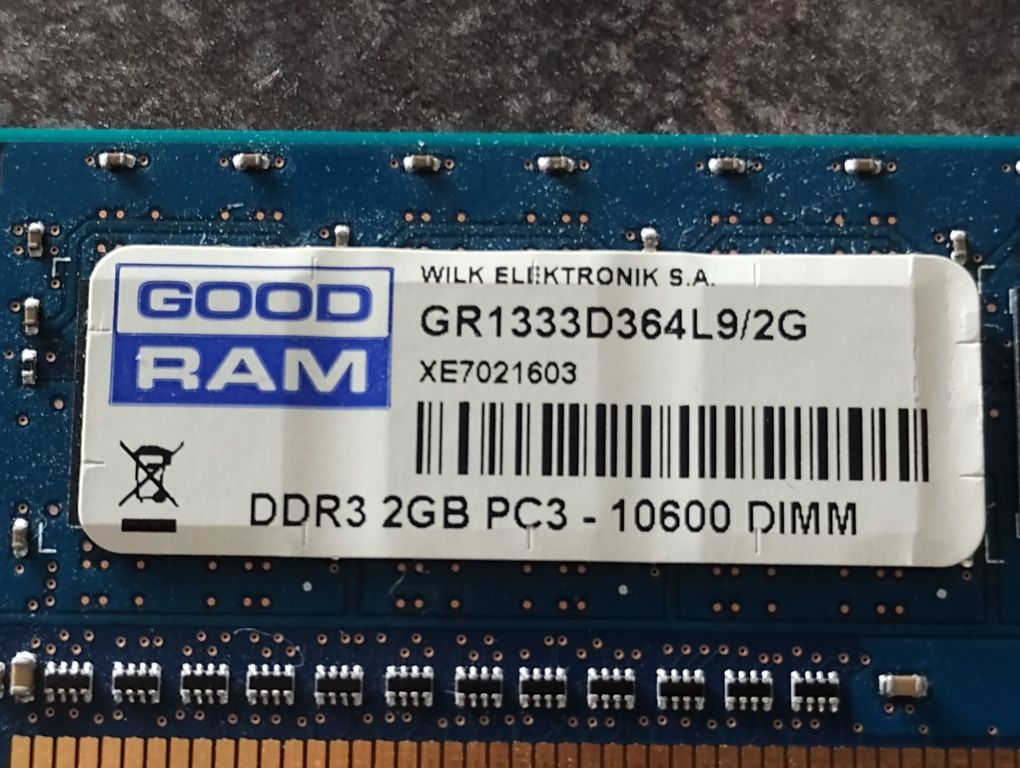 GOOD
RAM
WILK ELEKTRONIK S.A.
GR1333D364L9/2G
XE7021603
DDR3 2GB PC3 - 10600 DIMM